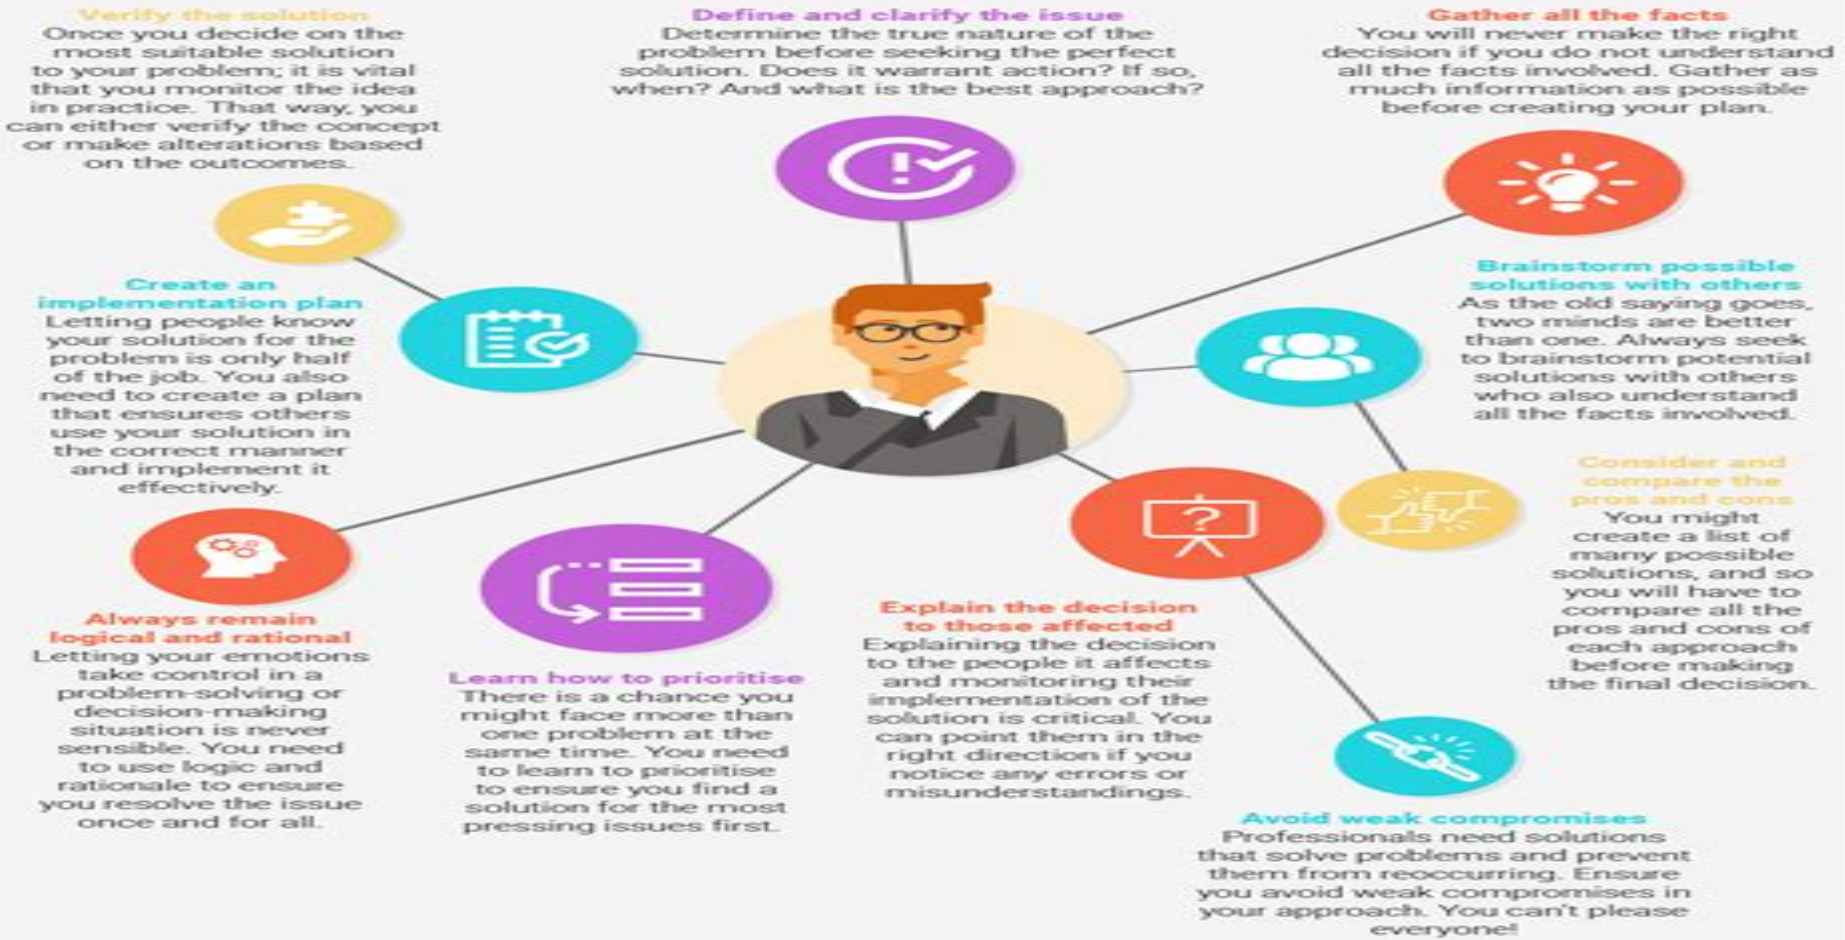 Verify the solution
Once you decide on the
most suitable solution
to your problem; it is vital
that you monitor the idea
in practice. That way, you
can either verify the concept
or make alterations based
on the outcomes.
Define and clarify the issue
Determine the true nature of the
problem before seeking the perfect
solution. Does it warrant action? If so,
when? And what is the best approach?
Gather all the facts
You will never make the right
decision if you do not understand
all the facts involved. Gather as
much information as possible
before creating your plan.
Create an
implementation plan
Letting people know
your solution for the
problem is only half
of the job. You also
need to create a plan
that ensures others
use your solution in
the correct manner
and implement it
effectively.
Brainstorm possible
solutions with others
As the old saying goes,
two minds are better
than one. Always seek
to brainstorm potential
solutions with others
who also understand
all the facts involved.
Consider and
compare the
pros and cons
You might
create a list of
many possible
solutions, and so
you will have to
compare all the
pros and cons of
each approach
before making
the final decision.
Always remain
logical and rational
Letting your emotions
take control in a
problem-solving or
decision-making
situation is never
sensible. You need
to use logic and
rationale to ensure
you resolve the issue
once and for all.
Learn how to prioritise
There is a chance you
might face more than
one problem at the
same time. You need
to learn to prioritise
to ensure you find a
solution for the most
pressing issues first.
?
Explain the decision
to those affected
Explaining the decision
to the people it affects
and monitoring their
implementation of the
solution is critical. You
can point them in the
right direction if you
notice any errors or
misunderstandings.
Avoid weak compromises
Professionals need solutions
that solve problems and prevent
them from reoccurring. Ensure
you avoid weak compromises in
your approach. You can't please
everyone!